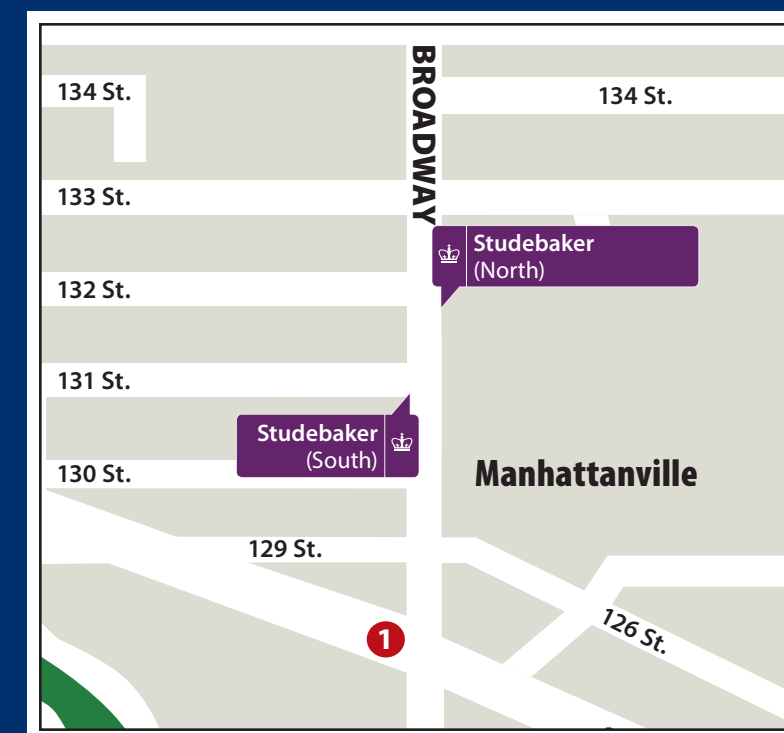 BROADWAY
134 St.
134 St.
133 St.
Studebaker
(North)
132 St.
131 St.
Studebaker
(South)
130 St.
Manhattanville
129 St.
126 St.
1